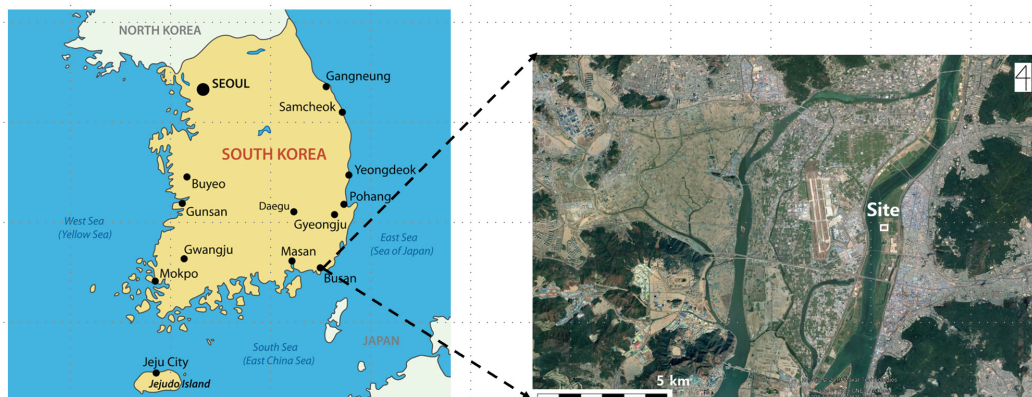 NORTH KOREA
SEOUL
Gangneung
Samcheok
SOUTH KOREA
Yeongdeok
Buyeo
Pohang
Daegu
Gunsan
Gyeongju
West Sea
(Yellow Sea)
East Sea
(Sea of Japan)
Gwangju
Masan
Mokpo
Busan
South Sea
(East China Sea)
JAPAN
Jeju City
Jejudo Island
4
Site
5 km